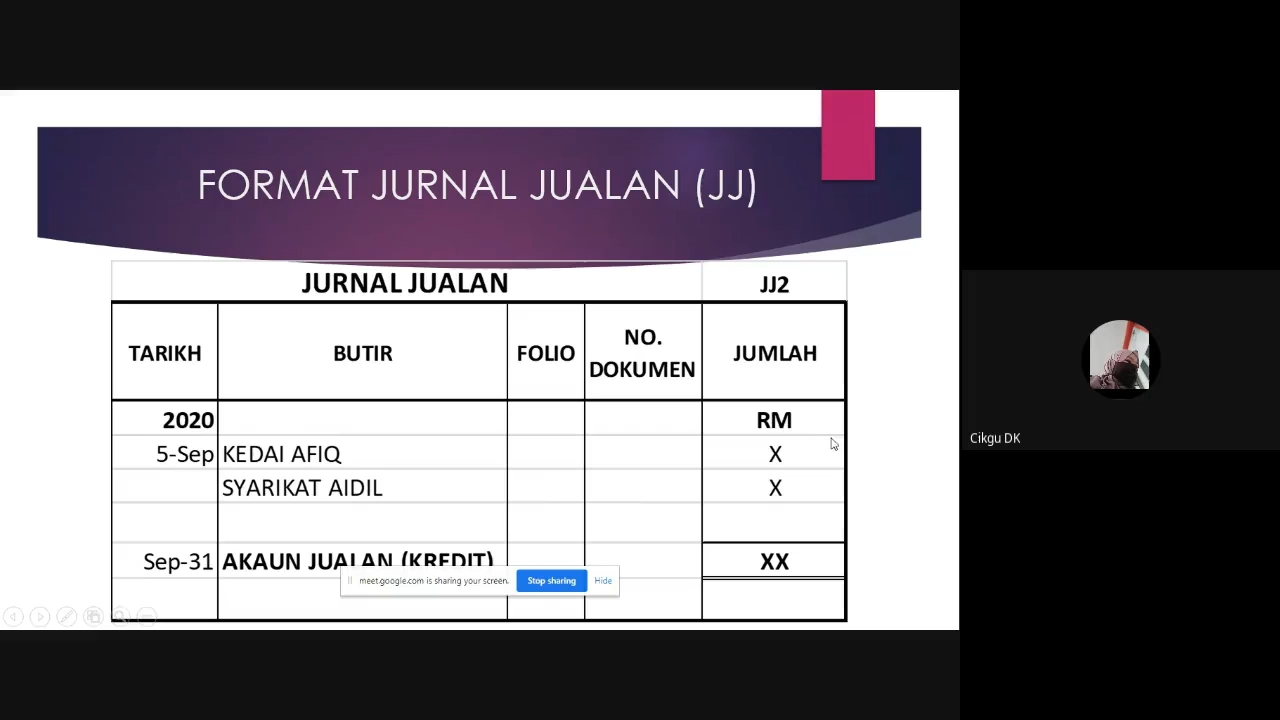 FORMAT JURNAL JUALAN (JJ)
JURNAL JUALAN JJ2
TARIKH BUTIR FOLIO NO. DOKUMEN JUMLAH
2020 RM
5-Sep KEDAI AFIQ X
SYARIKAT AIDIL X
Sep-31 AKAUN JUALAN (KREDIT) XX
meet.google.com is sharing your screen. Stop sharing Hide
Cikgu DK